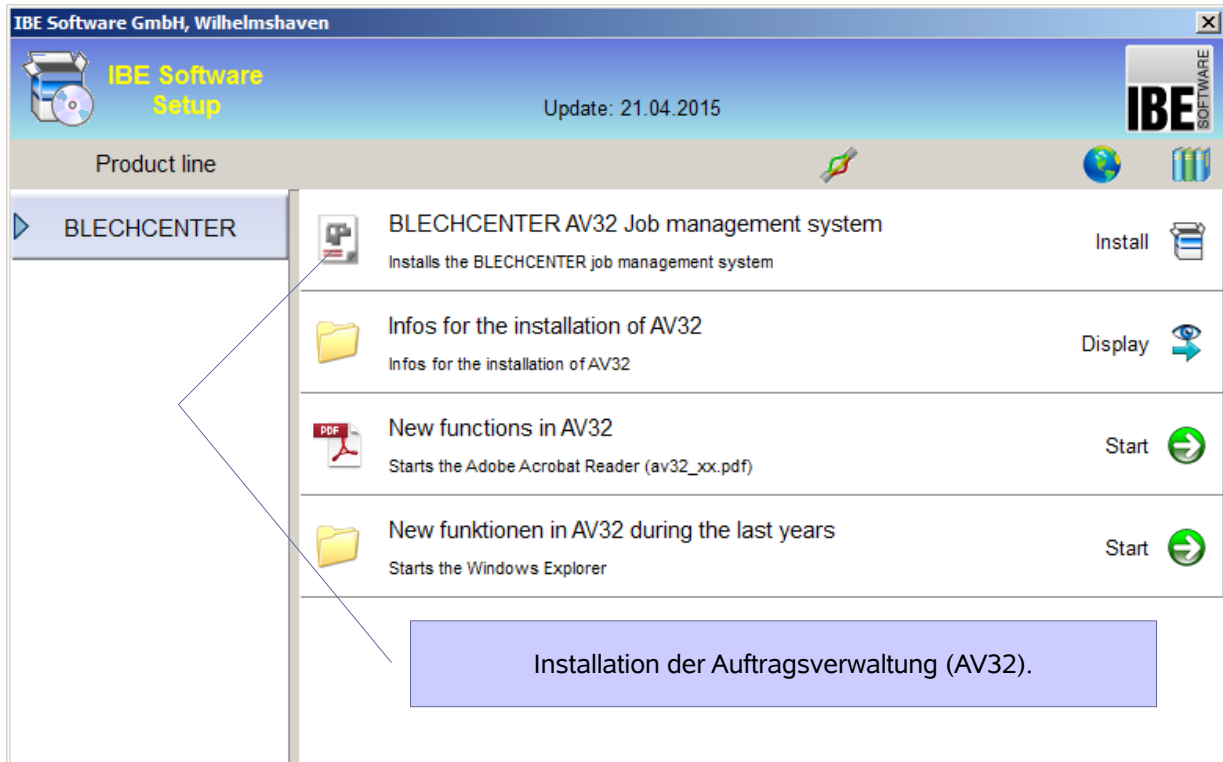 IBE Software GmbH, Wilhelmshaven
IBE Software
Setup
Update: 21.04.2015
IBE
SOFTWARE
Product line
BLECHCENTER
BLECHCENTER AV32 Job management system
Installs the BLECHCENTER job management system
Install
Infos for the installation of AV32
Infos for the installation of AV32
Display
PDF
New functions in AV32
Starts the Adobe Acrobat Reader (av32_xx.pdf)
Start
New funktionen in AV32 during the last years
Starts the Windows Explorer
Start
Installation der Auftragsverwaltung (AV32).